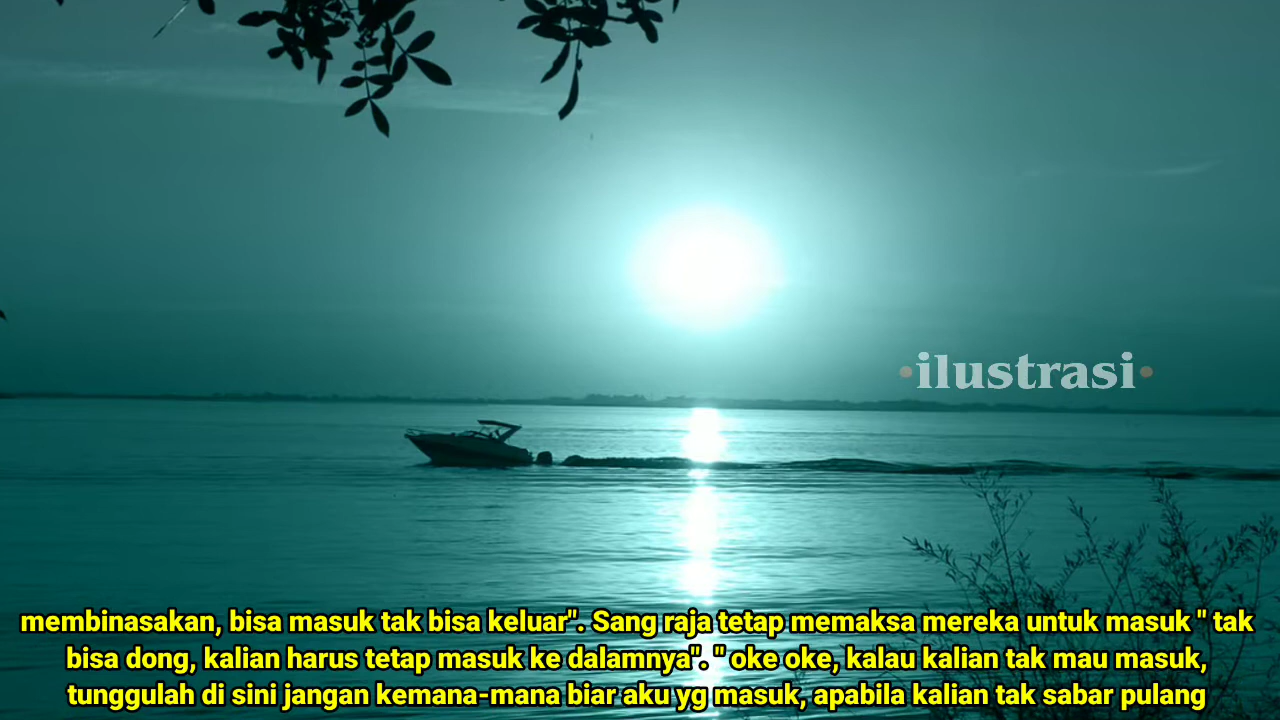 •ilustrasi•
membinasakan, bisa masuk tak bisa keluar". Sang raja tetap memaksa mereka untuk masuk " tak
bisa dong, kalian harus tetap masuk ke dalamnya". " oke oke, kalau kalian tak mau masuk,
tunggulah di sini jangan kemana-mana biar aku yg masuk, apabila kalian tak sabar pulang